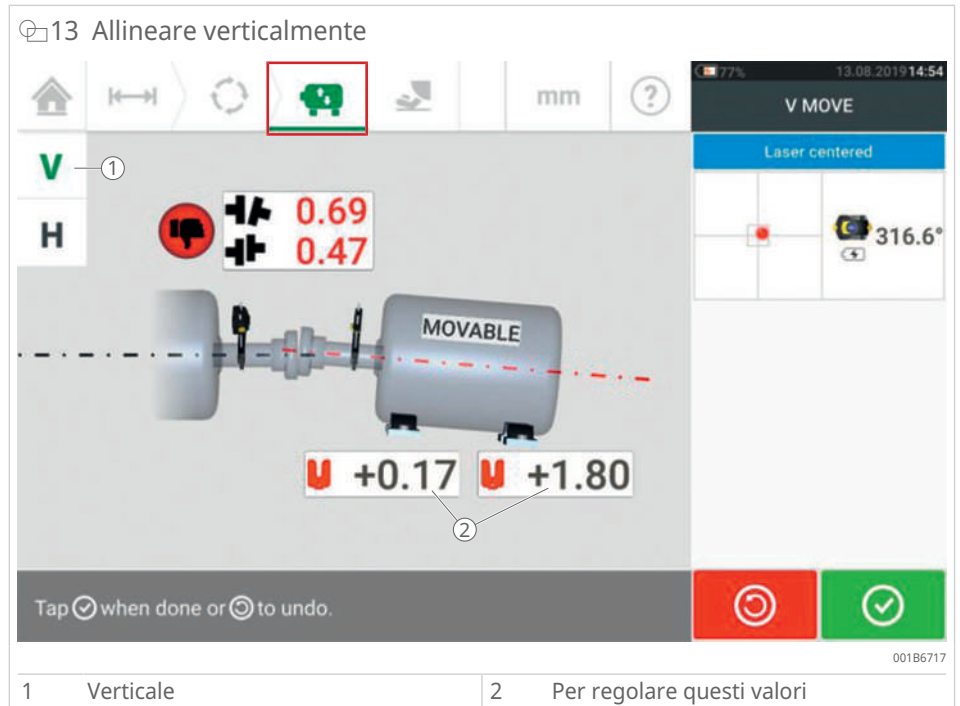 13 Allineare verticalmente
mm
?
77%
13.08.2019 14:54
V MOVE
V
1
H
Laser centered
0.69
0.47
316.6°
MOVABLE
+0.17
+1.80
2
Tap when done or to undo.
001B6717
1 Verticale
2 Per regolare questi valori